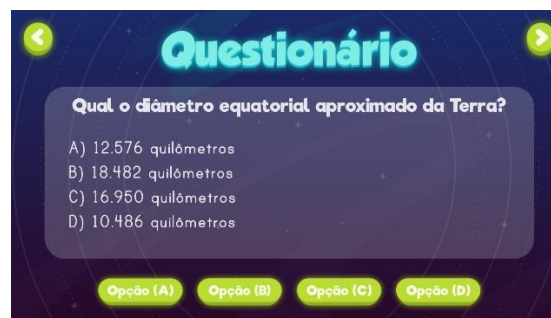 Questionário
Qual o diâmetro equatorial aproximado da Terra?
A) 12.576 quilômetros
B) 18.482 quilômetros
C) 16.950 quilômetros
D) 10.486 quilômetros
Opção (A) Opção (B) Opção (C) Opção (D)